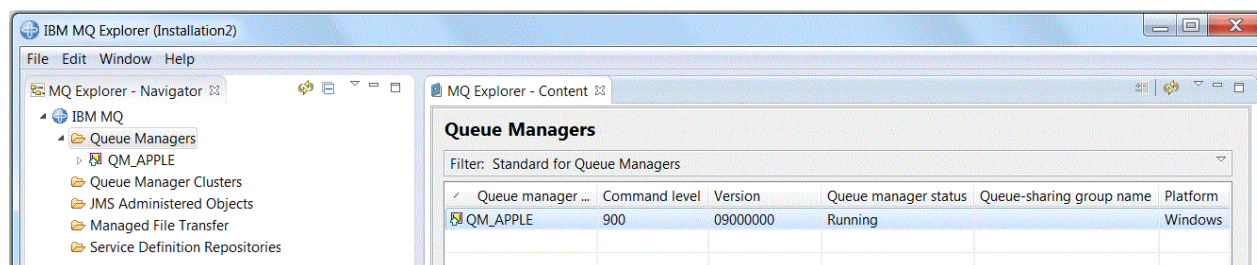 IBM MQ Explorer (Installation2)
File Edit Window Help
MQ Explorer - Navigator
IBM MQ
Queue Managers
QM_APPLE
Queue Manager Clusters
JMS Administered Objects
Managed File Transfer
Service Definition Repositories
MQ Explorer - Content
Queue Managers
Filter: Standard for Queue Managers
Queue manager ... Command level Version Queue manager status Queue-sharing group name Platform
QM_APPLE 900 09000000 Running Windows